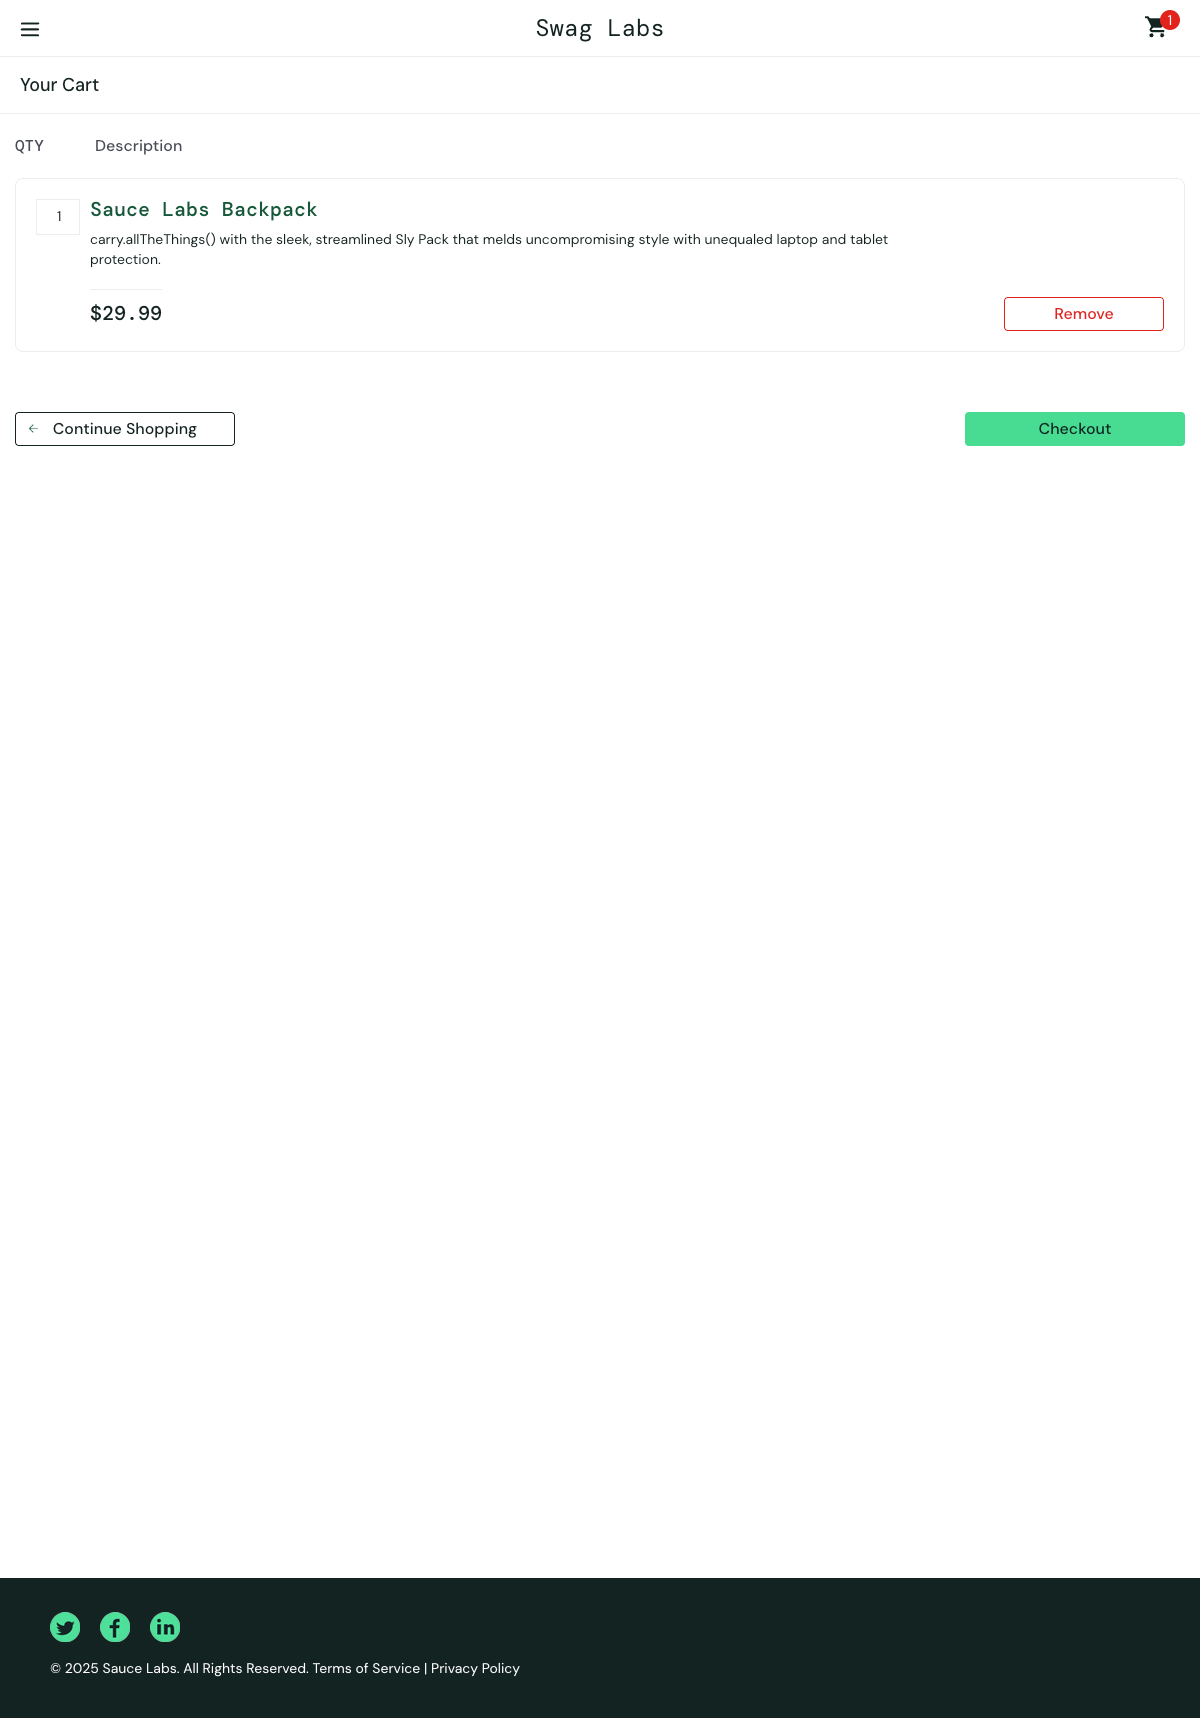 Swag Labs
1
Your Cart
QTY Description
1
Sauce Labs Backpack
carry.allTheThings() with the sleek, streamlined Sly Pack that melds uncompromising style with unequaled laptop and tablet
protection.
$29.99
Remove
Continue Shopping
Checkout
© 2025 Sauce Labs. All Rights Reserved. Terms of Service | Privacy Policy